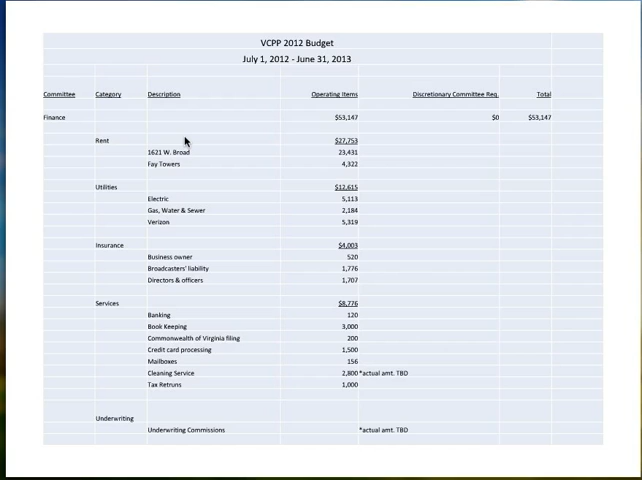 VCPP 2012 Budget
July 1, 2012 - June 31, 2013
Committee Category Description Operating Items Discretionary Committee Req. Total
Finance $53,147 $0 $53,147
Rent $27,753
1621 W. Broad 23,431
Fay Towers 4,322
Utilities $12,615
Electric 5,113
Gas, Water & Sewer 2,184
Verizon 5,319
Insurance $4,003
Business owner 520
Broadcasters' liability 1,776
Directors & officers 1,707
Services $8,776
Banking 120
Book Keeping 3,000
Commonwealth of Virginia filing 200
Credit card processing 1,500
Mailboxes 156
Cleaning Service 2,800 *actual amt. TBD
Tax Retruns 1,000
Underwriting
Underwriting Commissions *actual amt. TBD